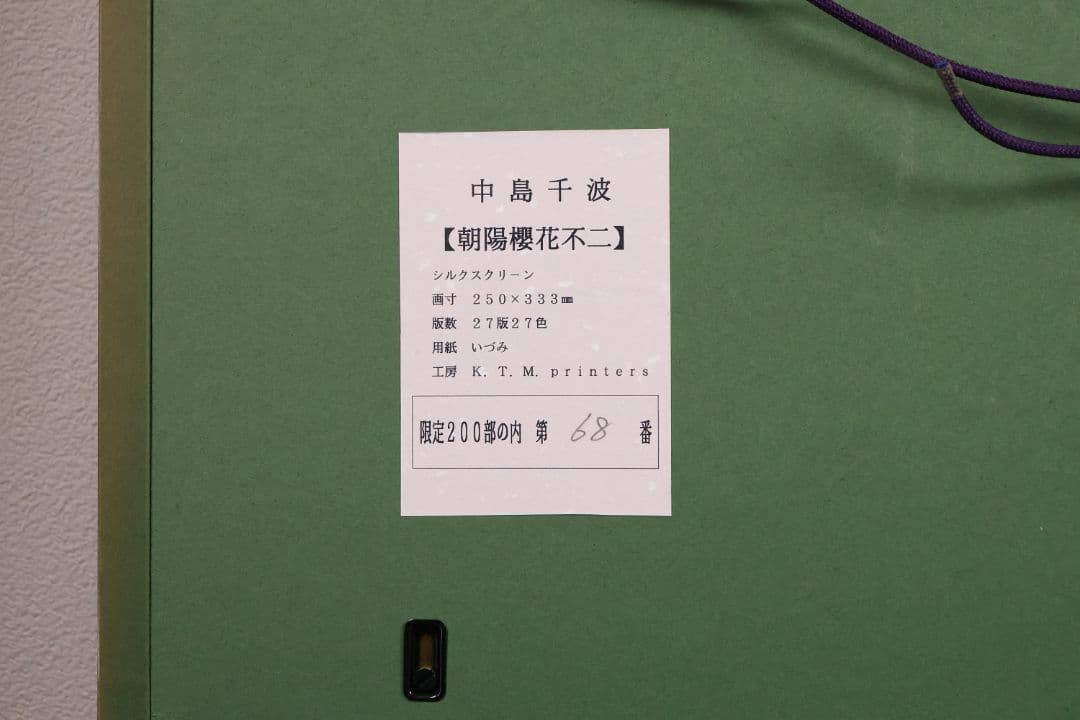 中島千波
【朝陽櫻花不二】
シルクスクリーン
画寸 250×333㎜
版数 27版27色
用紙 いづみ
工房 K. T. M. printers
限定200部の内 第 68 番